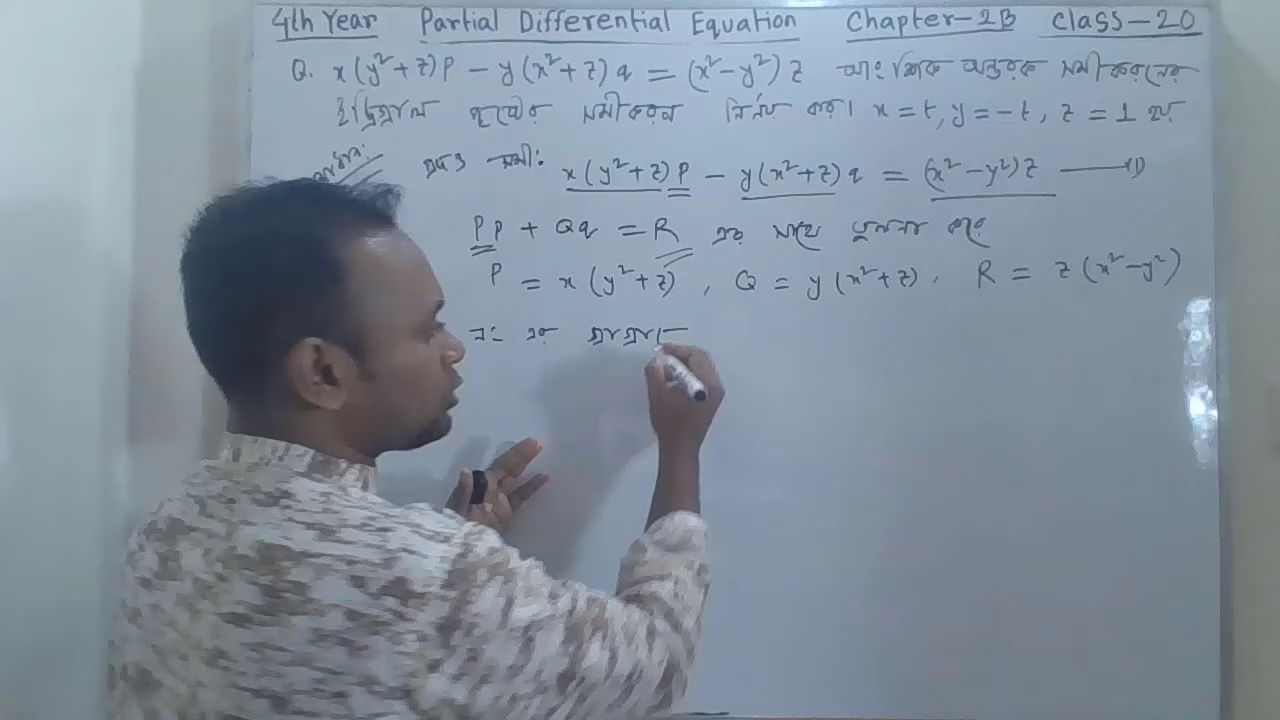 4th Year Partial Differential Equation Chapter-2B Class-20
Q. x(y²+z)p - y(x²+z)q = (x²-y²)z আংশিক অন্তরক সমীকরণের
ইন্টিগ্রাল পৃষ্ঠের সমীকরণ নির্ণয় কর। x=t, y=-t, z=1 হয়
প্রদত্ত সমী: x(y²+z)p - y(x²+z)q = (x²-y²)z —(1)
Pp + Qq = R এর সাথে তুলনা করে
P = x(y²+z), Q = y(x²+z), R = z(x²-y²)